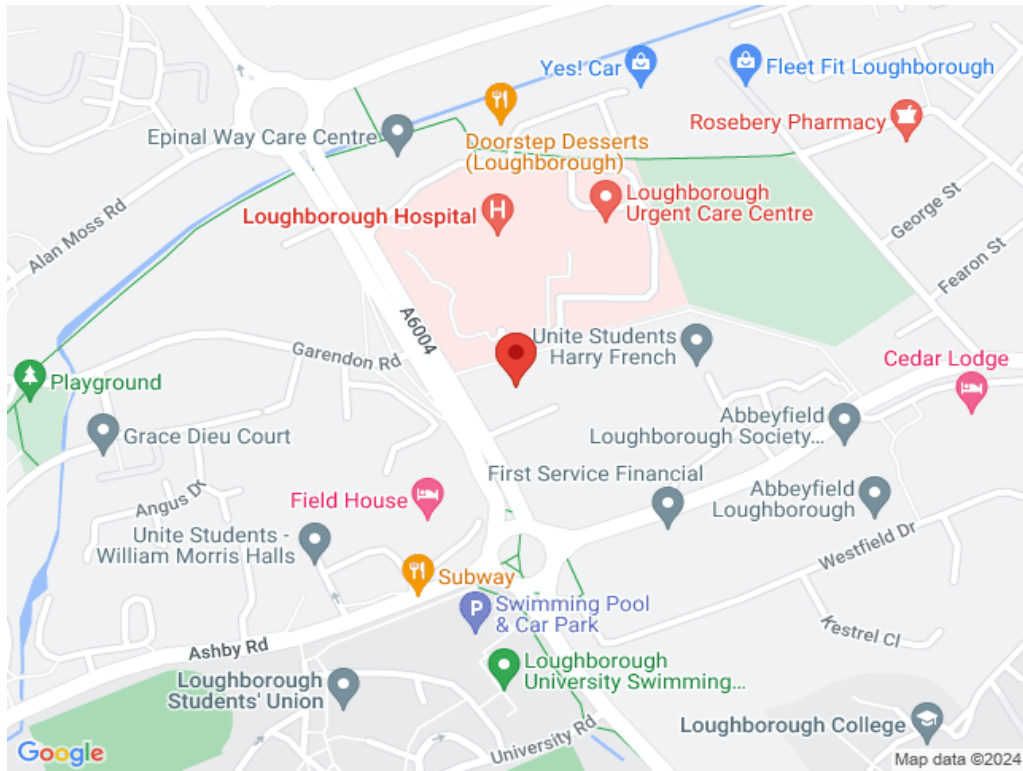 Yes! Car
Fleet Fit Loughborough
Rosebery Pharmacy
Epinal Way Care Centre
Doorstep Desserts
(Loughborough)
Loughborough
Urgent Care Centre
Loughborough Hospital
George St
Alan Moss Rd
Fearon St
A6004
Garendon Rd
Unite Students
Harry French
Cedar Lodge
Playground
Grace Dieu Court
Abbeyfield
Loughborough Society...
First Service Financial
Abbeyfield
Loughborough
Angus Dr
Field House
Unite Students -
William Morris Halls
Westfield Dr
Subway
Swimming Pool
& Car Park
P
H
Kestrel Cl
Ashby Rd
Loughborough
University Swimming...
Loughborough
Students' Union
Loughborough College
University Rd
Google
Map data ©2024